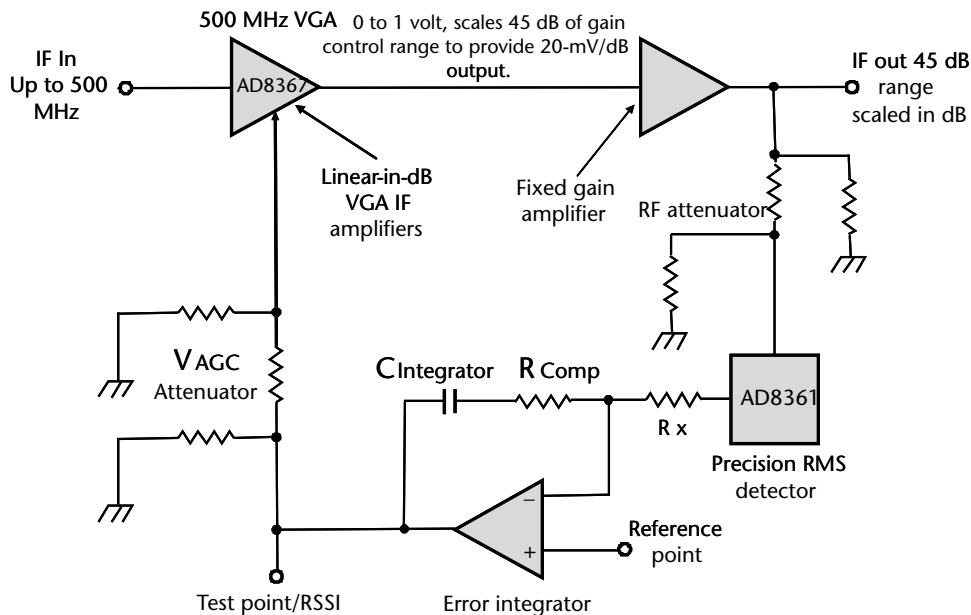 500 MHz VGA
0 to 1 volt, scales 45 dB of gain
control range to provide 20-mV/dB
output.
IF In
Up to 500
MHz
AD8367
IF out 45 dB
range
scaled in dB
Linear-in-dB
VGA IF
amplifiers
Fixed gain
amplifier
RF attenuator
V AGC
Attenuator
C Integrator
R Comp
R x
AD8361
Precision RMS
detector
−
+
Reference
point
Test point/RSSI
Error integrator